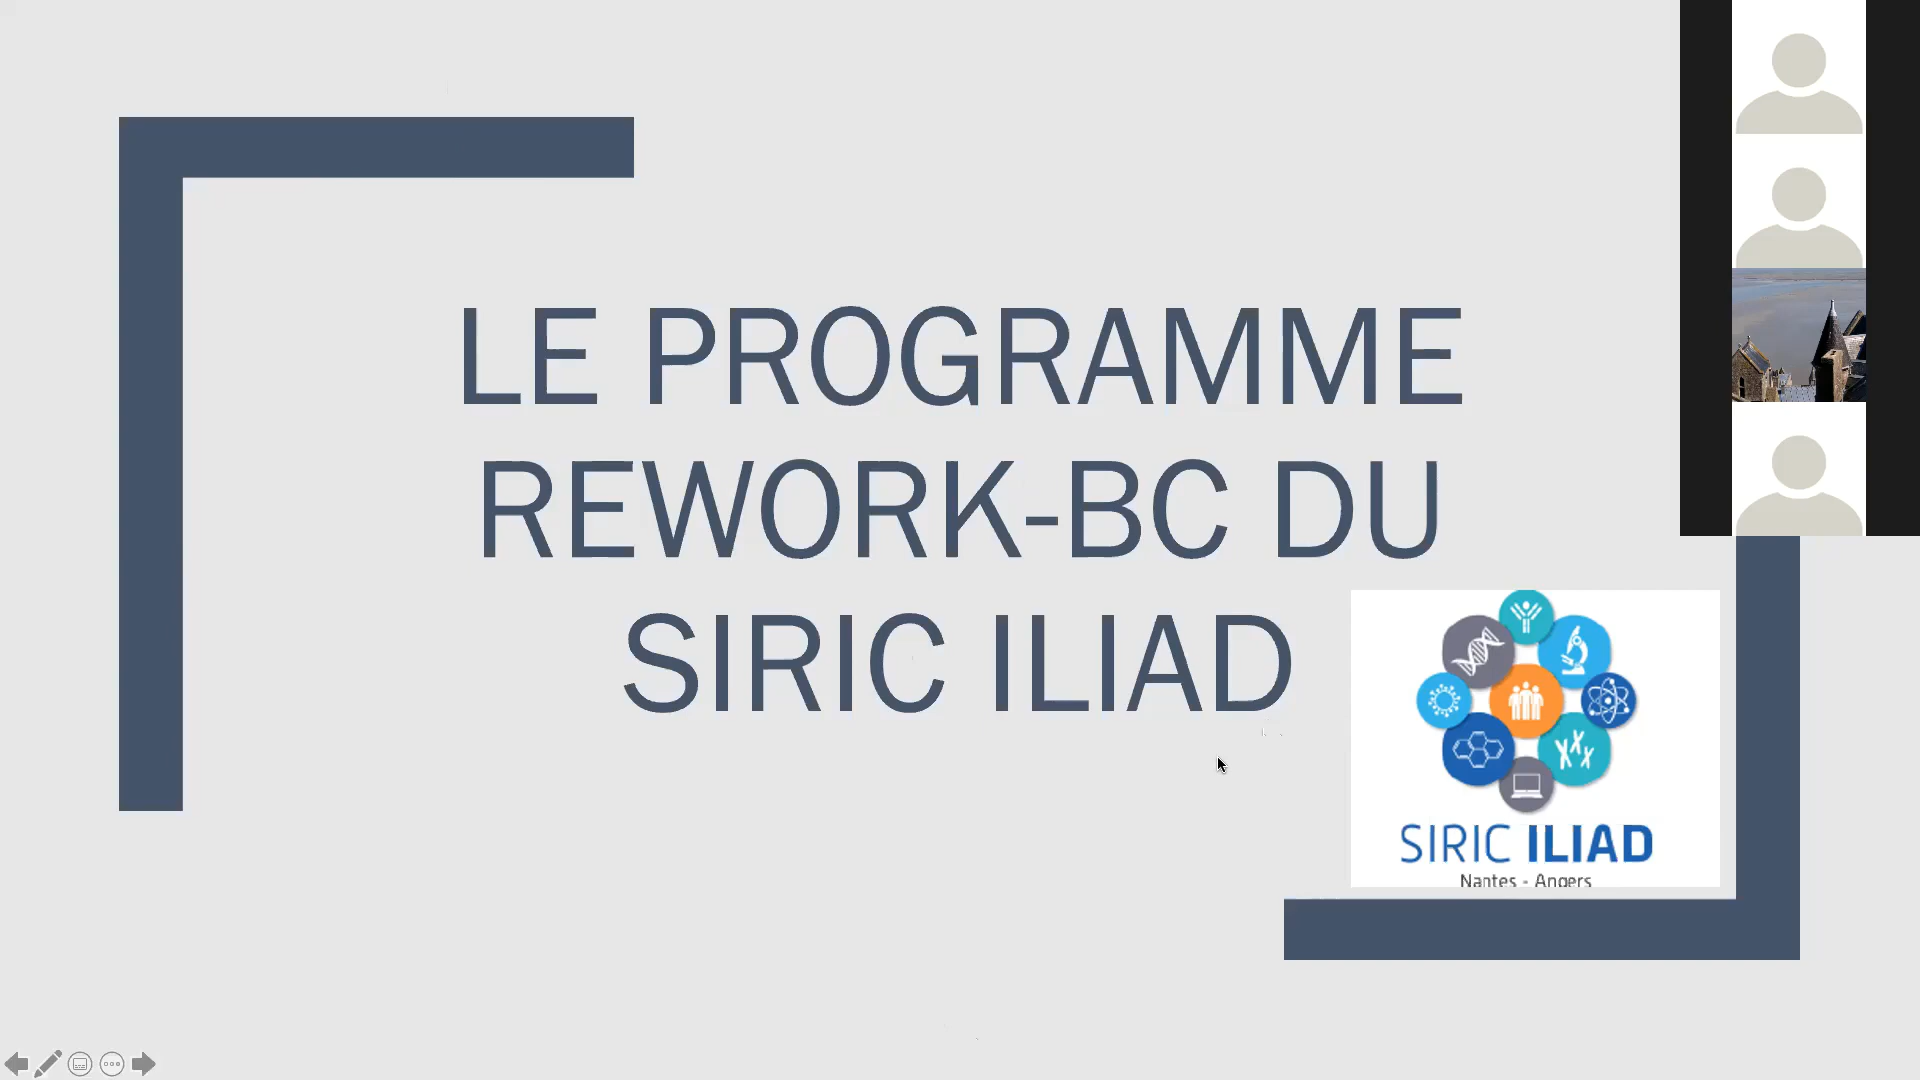 LE PROGRAMME
REWORK-BC DU
SIRIC ILIAD
SIRIC ILIAD
Nantes - Angers